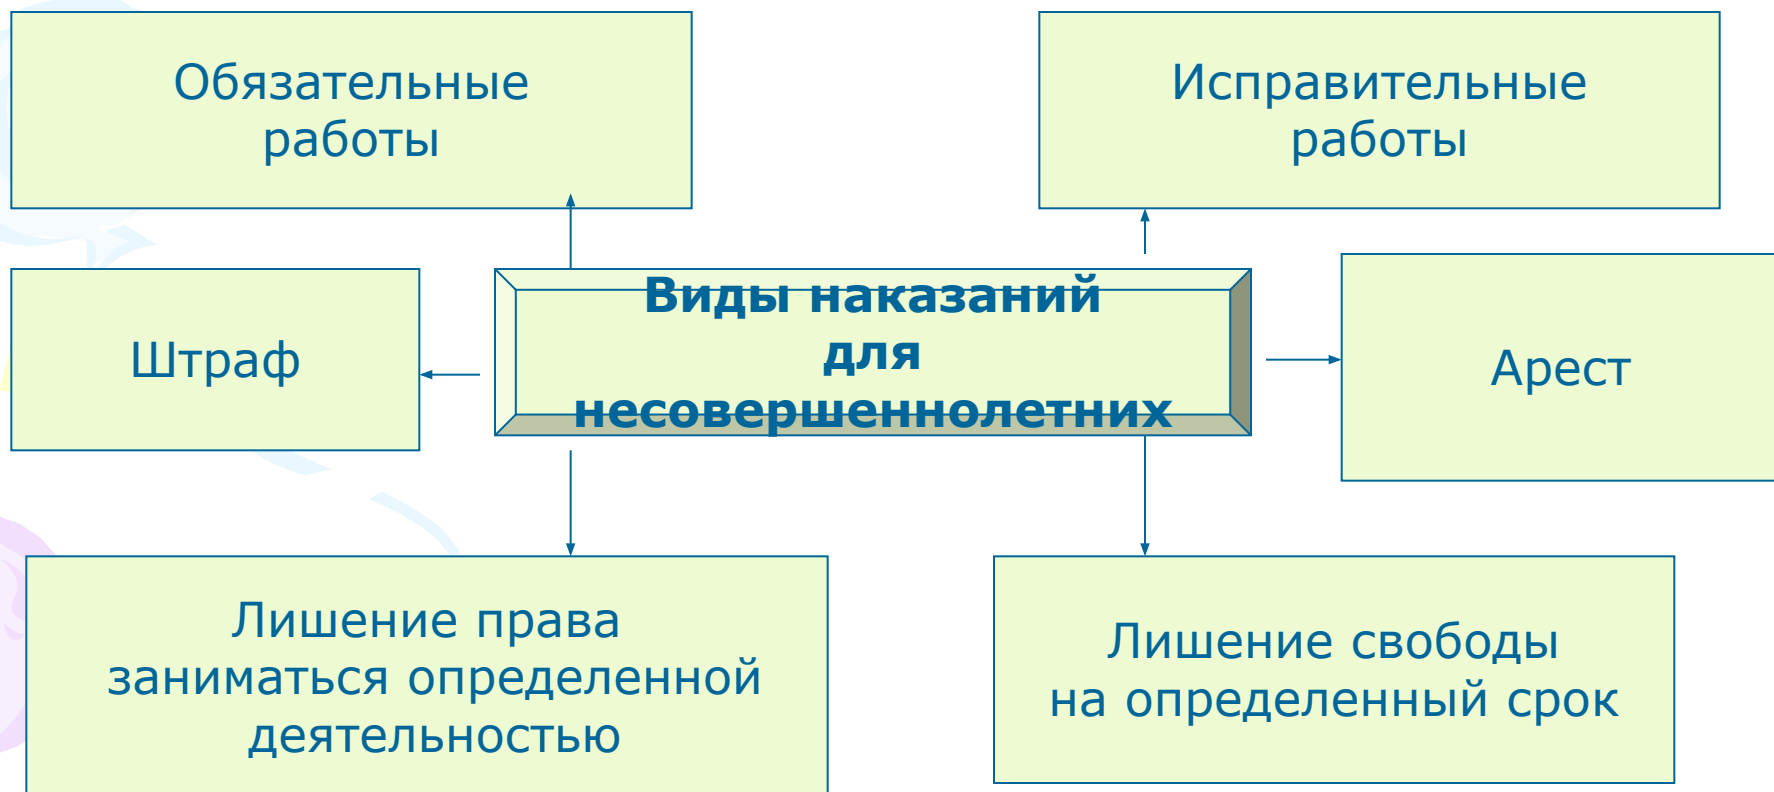 Обязательные
работы
Исправительные
работы
Штраф
Виды наказаний
для
несовершеннолетних
Арест
Лишение права
заниматься определенной
деятельностью
Лишение свободы
на определенный срок